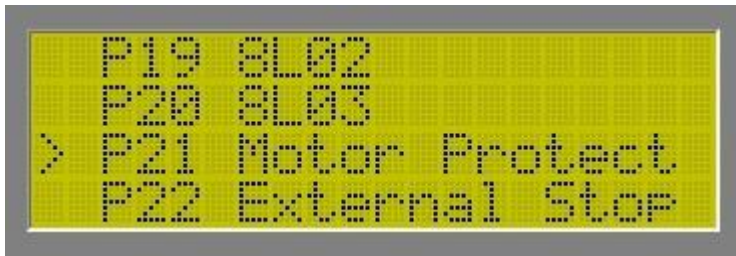 P19 8L02
P20 8L03
> P21 Motor Protect
P22 External Stop